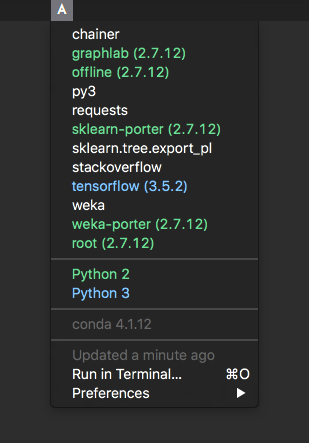 A
chainer
graphlab (2.7.12)
offline (2.7.12)
py3
requests
sklearn-porter (2.7.12)
sklearn.tree.export_pl
stackoverflow
tensorflow (3.5.2)
weka
weka-porter (2.7.12)
root (2.7.12)
Python 2
Python 3
conda 4.1.12
Updated a minute ago
Run in Terminal... ⌘O
Preferences ▶